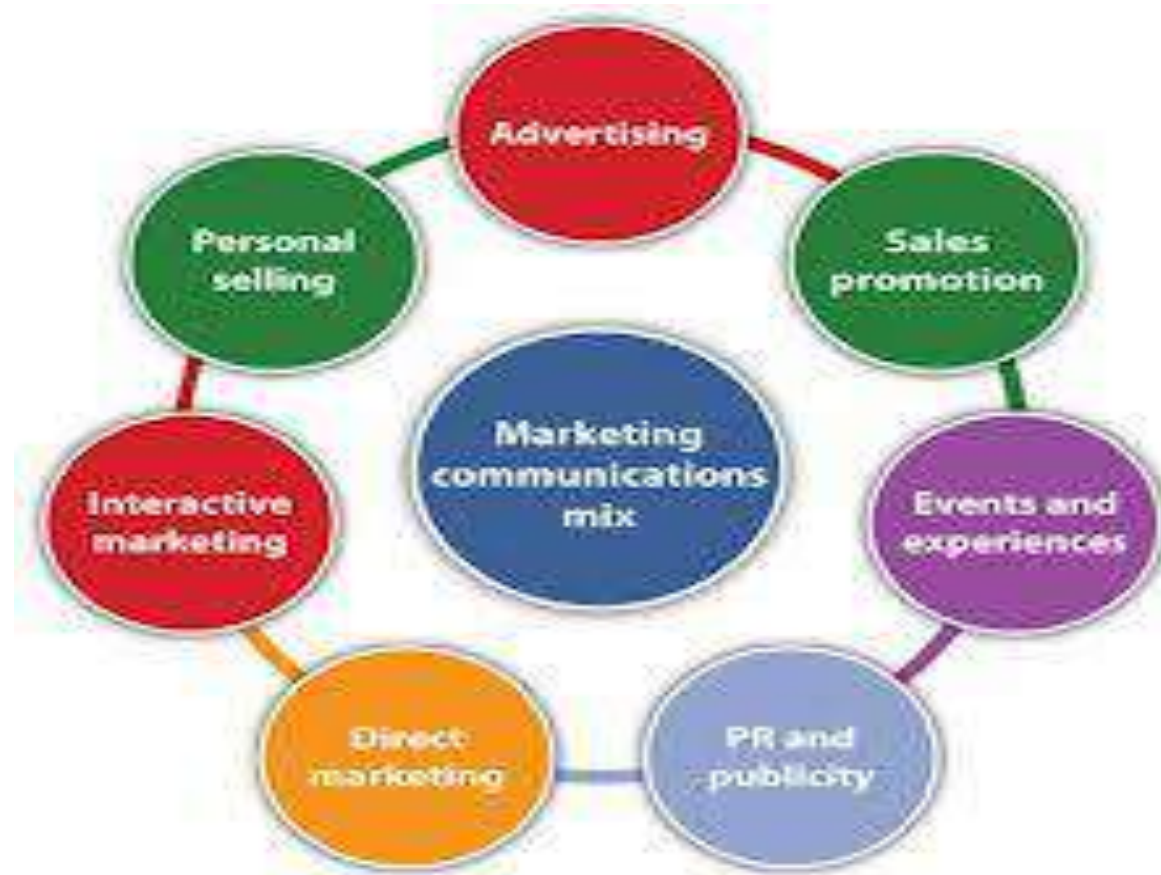 Advertising
Sales
promotion
Events and
experiences
PR and
publicity
Direct
marketing
Interactive
marketing
Personal
selling
Marketing
communications
mix